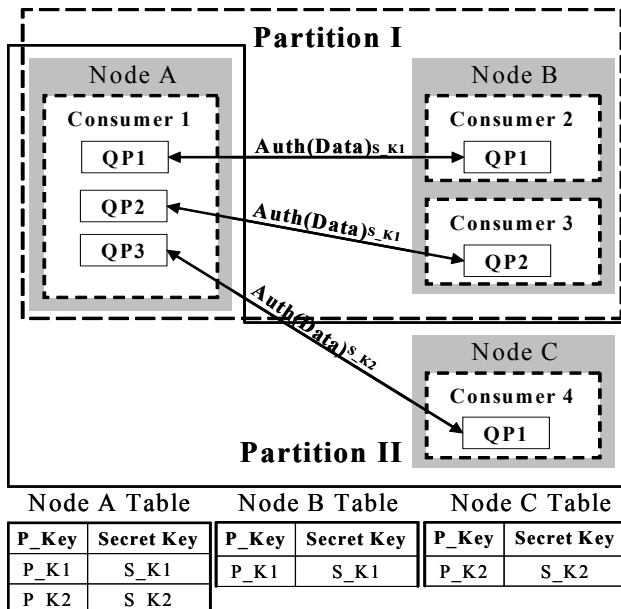 Partition I
Node A
Node B
Consumer 1
Consumer 2
QP1
Auth(Data)S_K1
QP1
QP2
Consumer 3
Auth(Data)S_K1
QP3
QP2
Auth(Data)S_K2
Node C
Consumer 4
QP1
Partition II
Node A Table
Node B Table
Node C Table
P_Key Secret Key
P_Key Secret Key
P_Key Secret Key
P_K1 S_K1
P_K1 S_K1
P_K2 S_K2
P_K2 S_K2